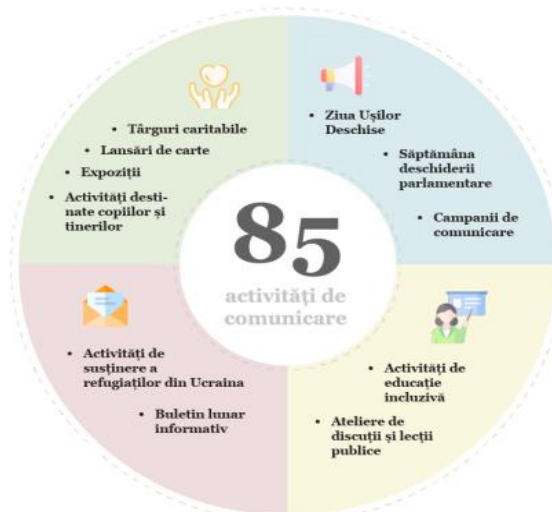 • Târguri caritabile
• Lansări de carte
• Expoziții
• Activități desti-
nate copiilor și
tinerilor
• Ziua Ușilor
Deschise
• Săptămâna
deschiderii
parlamentare
• Campanii de
comunicare
85
activități de
comunicare
• Activități de
susținere a
refugiaților din Ucraina
• Buletin lunar
informativ
• Activități de
educație
incluzivă
• Ateliere de
discuții și lecții
publice